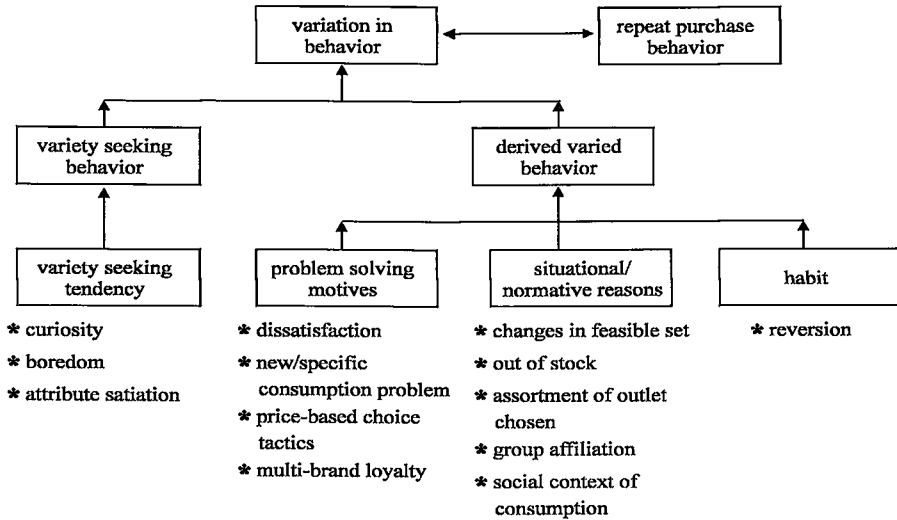 variation in
behavior
repeat purchase
behavior
variety seeking
behavior
derived varied
behavior
variety seeking
tendency
problem solving
motives
situational/
normative reasons
habit
* curiosity
* boredom
* attribute satiation
* dissatisfaction
* new/specific
consumption problem
* price-based choice
tactics
* multi-brand loyalty
* changes in feasible set
* out of stock
* assortment of outlet
chosen
* group affiliation
* social context of
consumption
* reversion